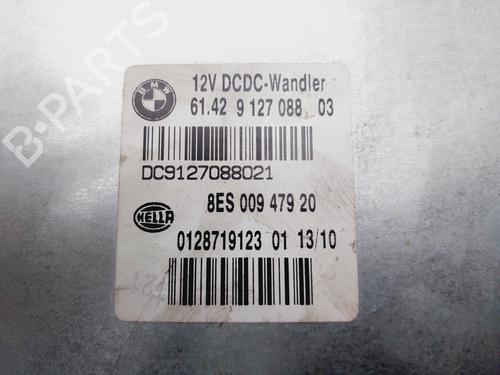 BMW
12V DCDC-Wandler
61.42 9 127 088 03
DC9127088021
8ES 009 479 20
HELLA
0128719123 01 13/10
B-PARTS